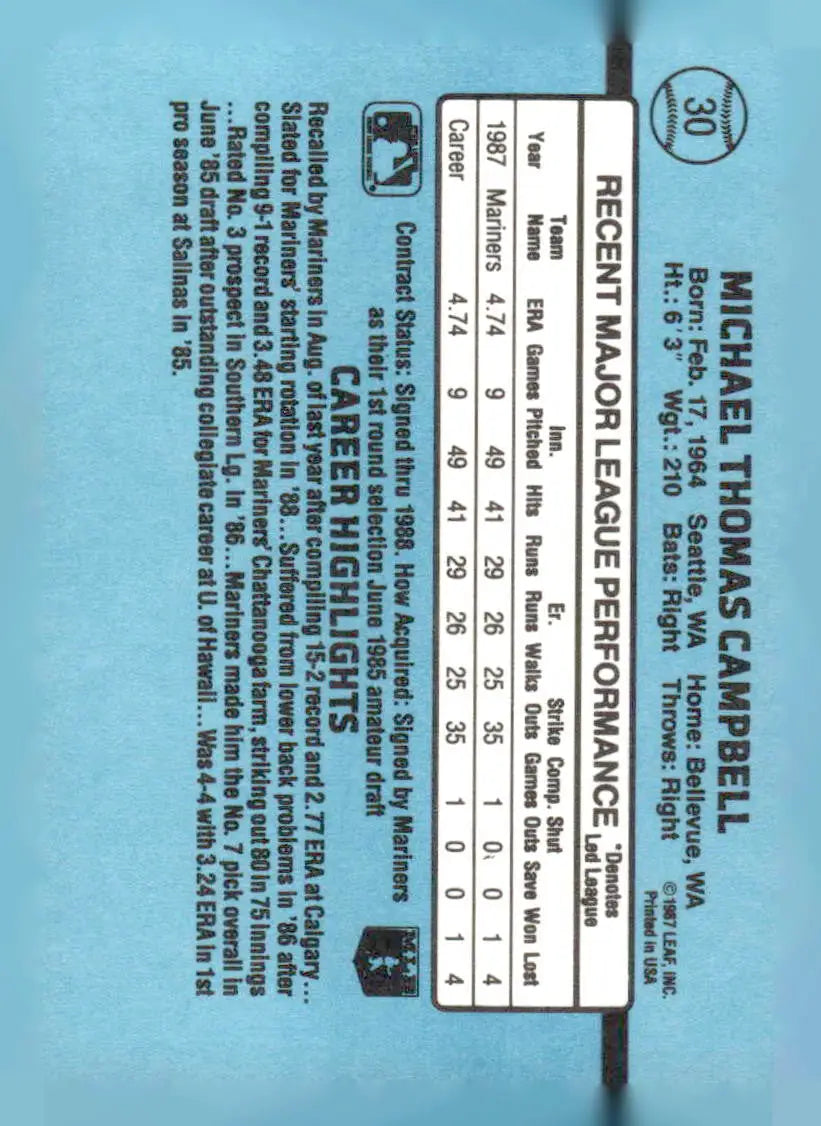 30
MICHAEL THOMAS CAMPBELL
Born: Feb. 17, 1964 Seattle, WA Home: Bellevue, WA
Ht.: 6'3" Wgt.: 210 Bats: Right Throws: Right
©1987 LEAF, INC.
Printed in USA
RECENT MAJOR LEAGUE PERFORMANCE *Denotes Led League
Team Inn. Er. Strike Comp. Shut
Year Name ERA Games Pitched Hits Runs Runs Walks Outs Games Outs Save Won Lost
1987 Mariners 4.74 9 49 41 29 26 25 35 1 0 0 1 4
Career 4.74 9 49 41 29 26 25 35 1 0 0 1 4
Contract Status: Signed thru 1988. How Acquired: Signed by Mariners
as their 1st round selection June 1985 amateur draft
CAREER HIGHLIGHTS
Recalled by Mariners in Aug. of last year after compiling 15-2 record and 2.77 ERA at Calgary...
Slated for Mariners' starting rotation in '88...Suffered from lower back problems in '86 after
compiling 9-1 record and 3.48 ERA for Mariners' Chattanooga farm, striking out 80 in 75 innings
...Rated No. 3 prospect in Southern Lg. in '86...Mariners made him the No. 7 pick overall in
June '85 draft after outstanding collegiate career at U. of Hawaii...Was 4-4 with 3.24 ERA in 1st
pro season at Salinas in '85.